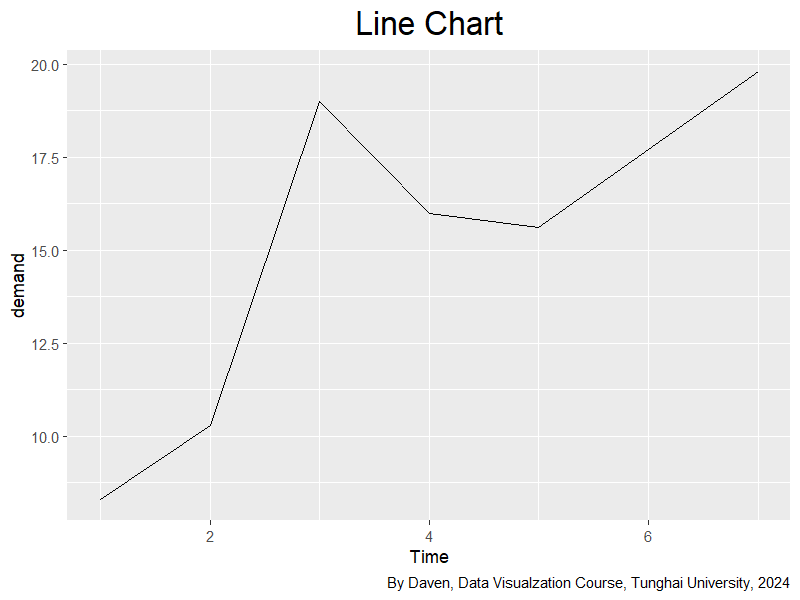 Line Chart
20.0
17.5
15.0
12.5
10.0
demand
2 4 6
Time
By Daven, Data Visualzation Course, Tunghai University, 2024